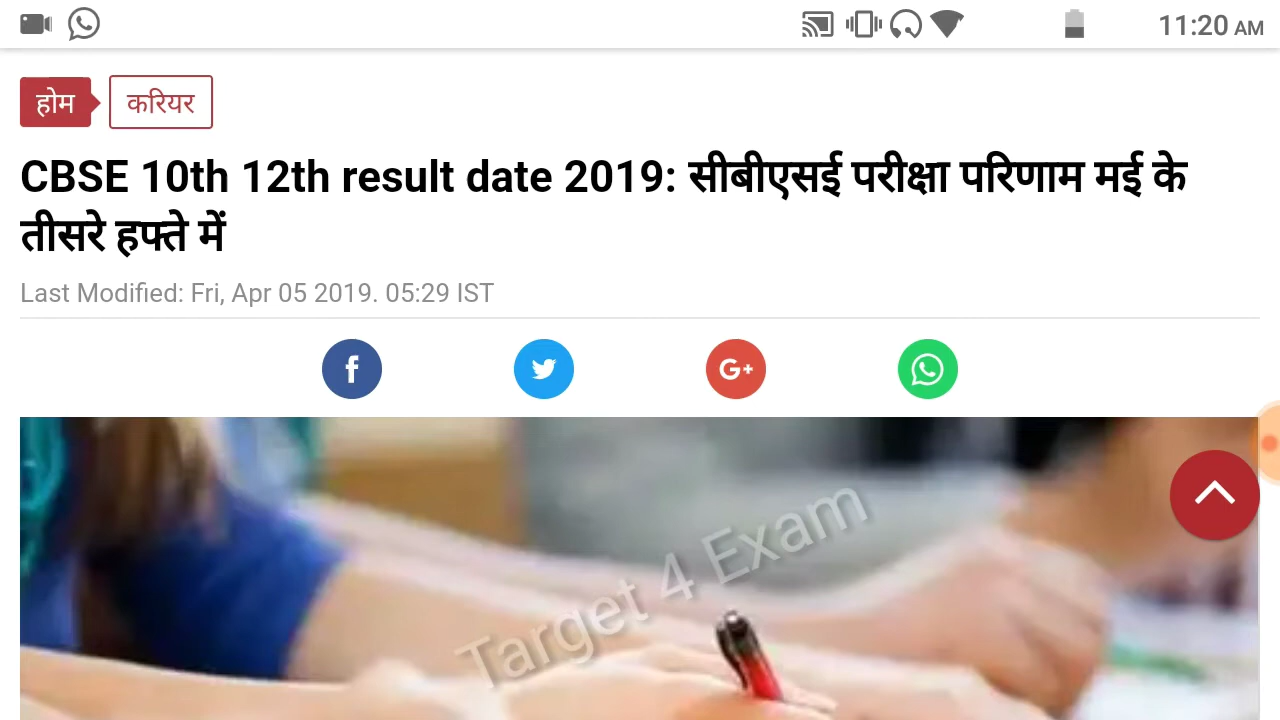 11:20 AM
होम
करियर
CBSE 10th 12th result date 2019: सीबीएसई परीक्षा परिणाम मई के
तीसरे हफ्ते में
Last Modified: Fri, Apr 05 2019. 05:29 IST
f
G+
Target 4 Exam